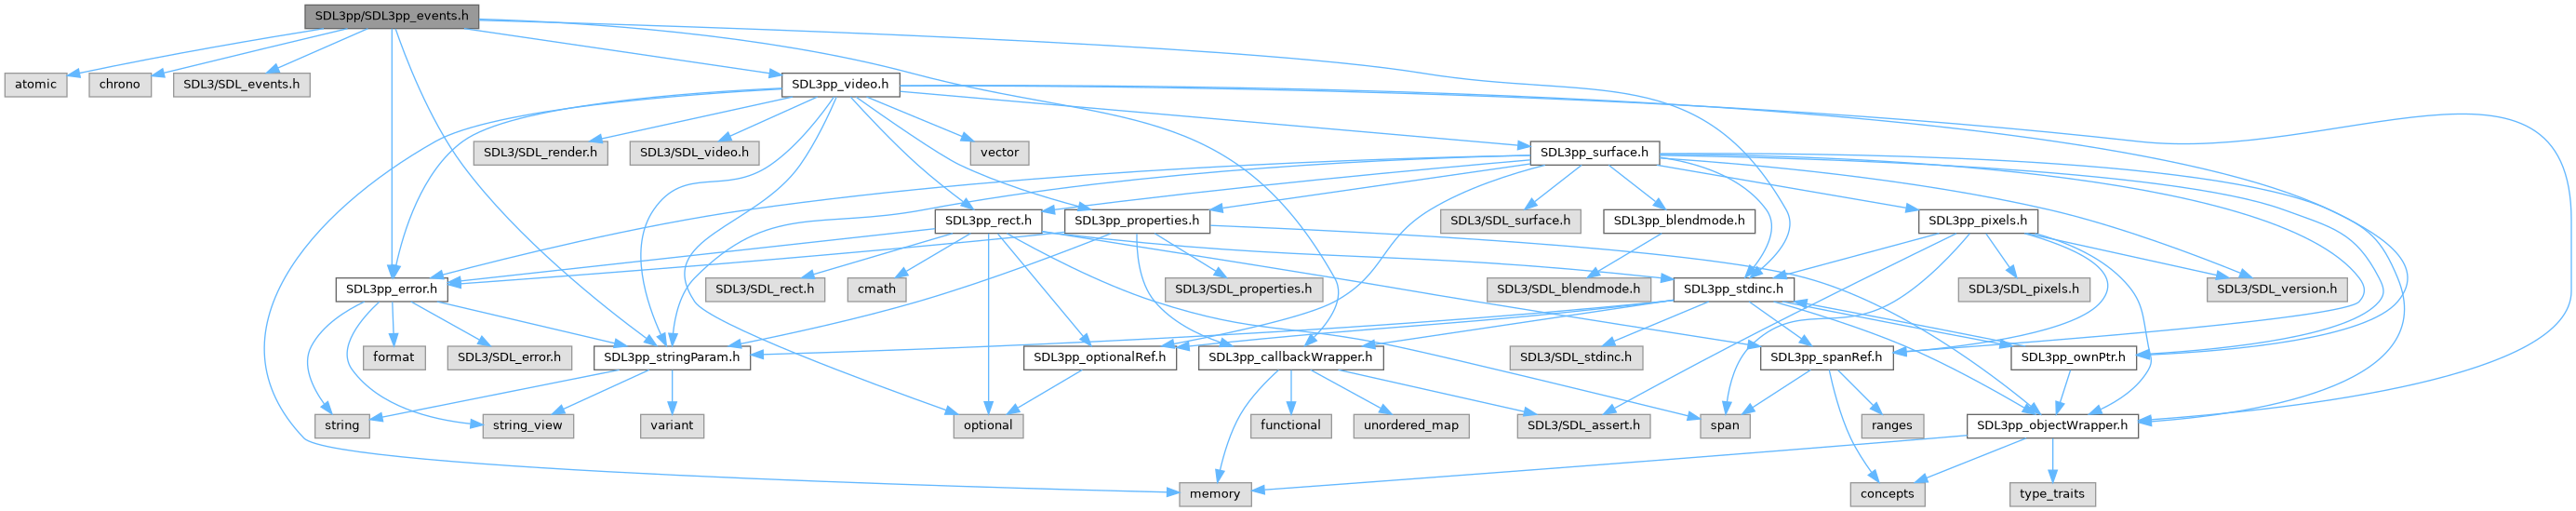 SDL3pp/SDL3pp_events.h
atomic
chrono
SDL3/SDL_events.h
SDL3pp_video.h
SDL3/SDL_render.h
SDL3/SDL_video.h
vector
SDL3pp_surface.h
SDL3pp_rect.h
SDL3pp_properties.h
SDL3/SDL_surface.h
SDL3pp_blendmode.h
SDL3pp_pixels.h
SDL3pp_error.h
SDL3/SDL_rect.h
cmath
SDL3/SDL_properties.h
SDL3/SDL_blendmode.h
SDL3pp_stdinc.h
SDL3/SDL_pixels.h
SDL3/SDL_version.h
format
SDL3/SDL_error.h
SDL3pp_stringParam.h
SDL3pp_optionalRef.h
SDL3pp_callbackWrapper.h
SDL3/SDL_stdinc.h
SDL3pp_spanRef.h
SDL3pp_ownPtr.h
string
string_view
variant
optional
functional
unordered_map
SDL3/SDL_assert.h
span
ranges
SDL3pp_objectWrapper.h
memory
concepts
type_traits